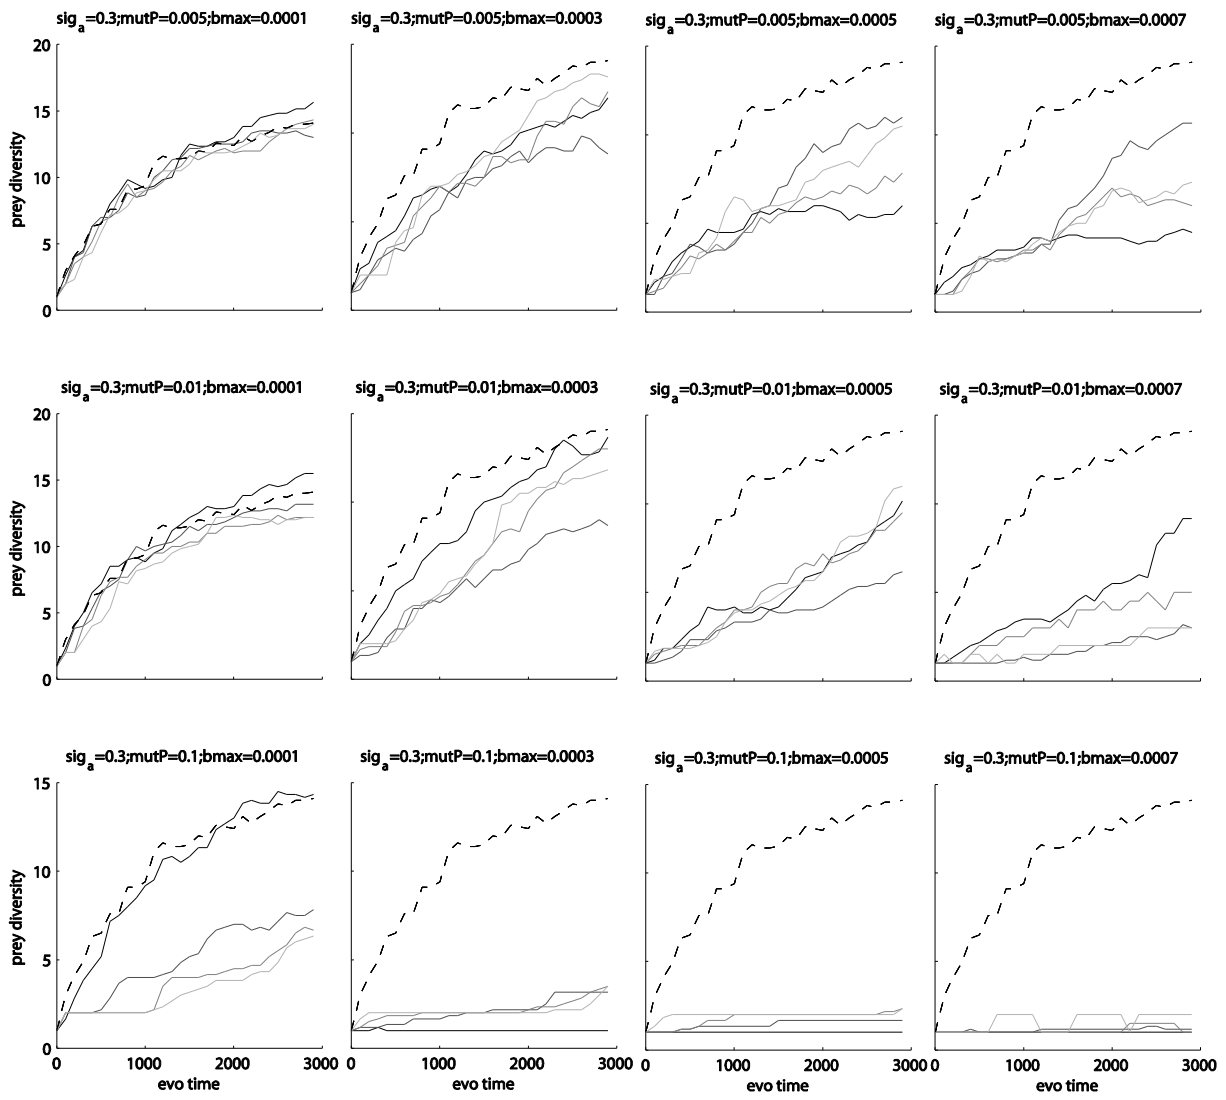 sig_a=0.3;mutP=0.005;bmax=0.0001
sig_a=0.3;mutP=0.005;bmax=0.0003
sig_a=0.3;mutP=0.005;bmax=0.0005
sig_a=0.3;mutP=0.005;bmax=0.0007
20
15
10
5
0
prey diversity
0
1000
2000
3000
sig_a=0.3;mutP=0.01;bmax=0.0001
sig_a=0.3;mutP=0.01;bmax=0.0003
sig_a=0.3;mutP=0.01;bmax=0.0005
sig_a=0.3;mutP=0.01;bmax=0.0007
20
15
10
5
0
prey diversity
sig_a=0.3;mutP=0.1;bmax=0.0001
sig_a=0.3;mutP=0.1;bmax=0.0003
sig_a=0.3;mutP=0.1;bmax=0.0005
sig_a=0.3;mutP=0.1;bmax=0.0007
15
10
5
0
prey diversity
0 1000 2000 3000
evo time
0 1000 2000 3000
evo time
0 1000 2000 3000
evo time
0 1000 2000 3000
evo time